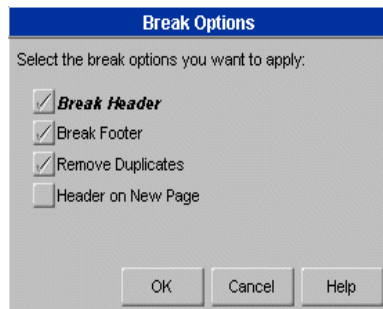 Break Options
Select the break options you want to apply:
Break Header
Break Footer
Remove Duplicates
Header on New Page
OK Cancel Help